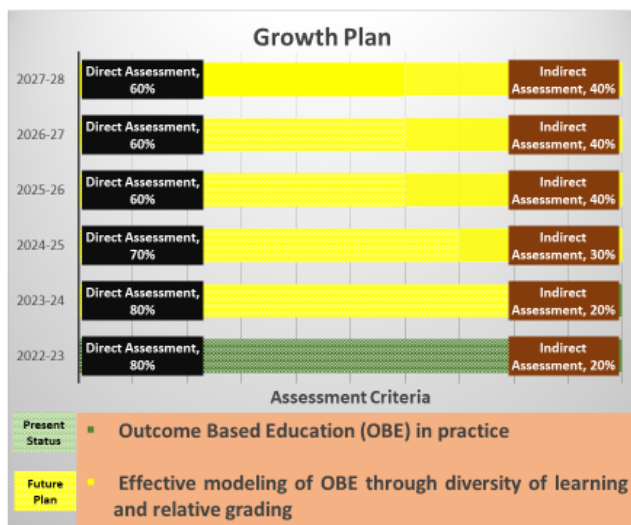 Growth Plan
2027-28
Direct Assessment,
60%
Indirect
Assessment, 40%
2026-27
Direct Assessment,
60%
Indirect
Assessment, 40%
2025-26
Direct Assessment,
60%
Indirect
Assessment, 40%
2024-25
Direct Assessment,
70%
Indirect
Assessment, 30%
2023-24
Direct Assessment,
80%
Indirect
Assessment, 20%
2022-23
Direct Assessment,
80%
Indirect
Assessment, 20%
Assessment Criteria
Present
Status
Outcome Based Education (OBE) in practice
Future
Plan
Effective modeling of OBE through diversity of learning
and relative grading